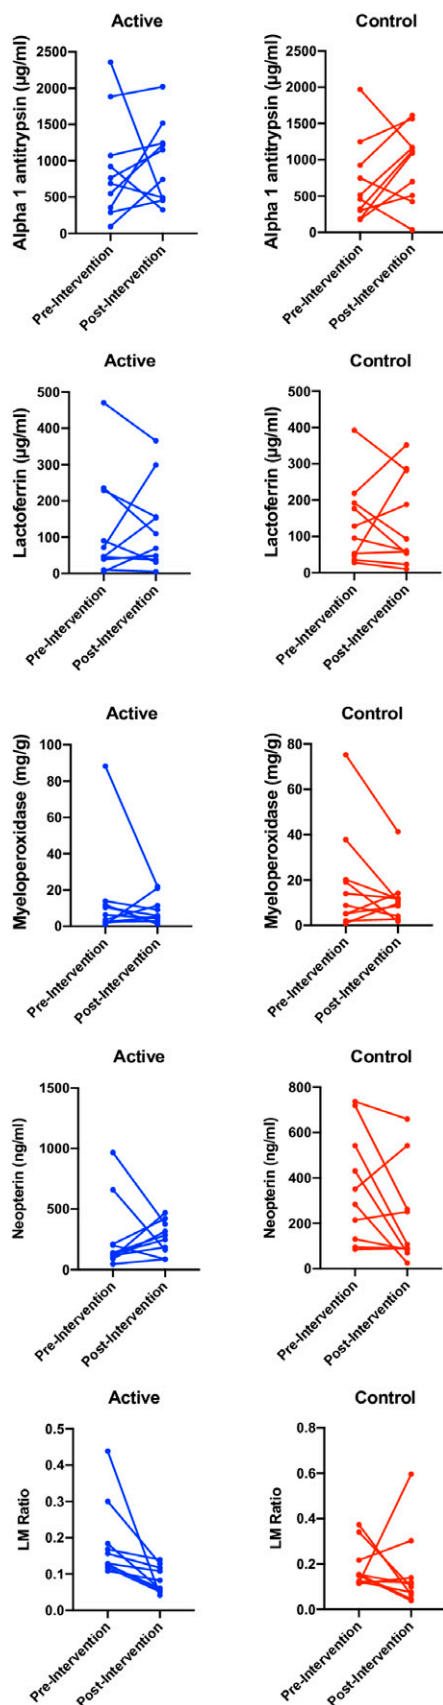 Active
Control
Alpha 1 antitrypsin (µg/ml)
2500
2000
1500
1000
500
0
Pre-Intervention
Post-Intervention
Alpha 1 antitrypsin (µg/ml)
2500
2000
1500
1000
500
0
Pre-Intervention
Post-Intervention
Active
Control
Lactoferrin (µg/ml)
500
400
300
200
100
0
Pre-Intervention
Post-Intervention
Lactoferrin (µg/ml)
500
400
300
200
100
0
Pre-Intervention
Post-Intervention
Active
Control
Myeloperoxidase (mg/g)
100
80
60
40
20
0
Pre-Intervention
Post-Intervention
Myeloperoxidase (mg/g)
80
60
40
20
0
Pre-Intervention
Post-Intervention
Active
Control
Neopterin (ng/ml)
1500
1000
500
0
Pre-Intervention
Post-Intervention
Neopterin (ng/ml)
800
600
400
200
0
Pre-Intervention
Post-Intervention
Active
Control
LM Ratio
0.5
0.4
0.3
0.2
0.1
0.0
Pre-Intervention
Post-Intervention
LM Ratio
0.8
0.6
0.4
0.2
0.0
Pre-Intervention
Post-Intervention